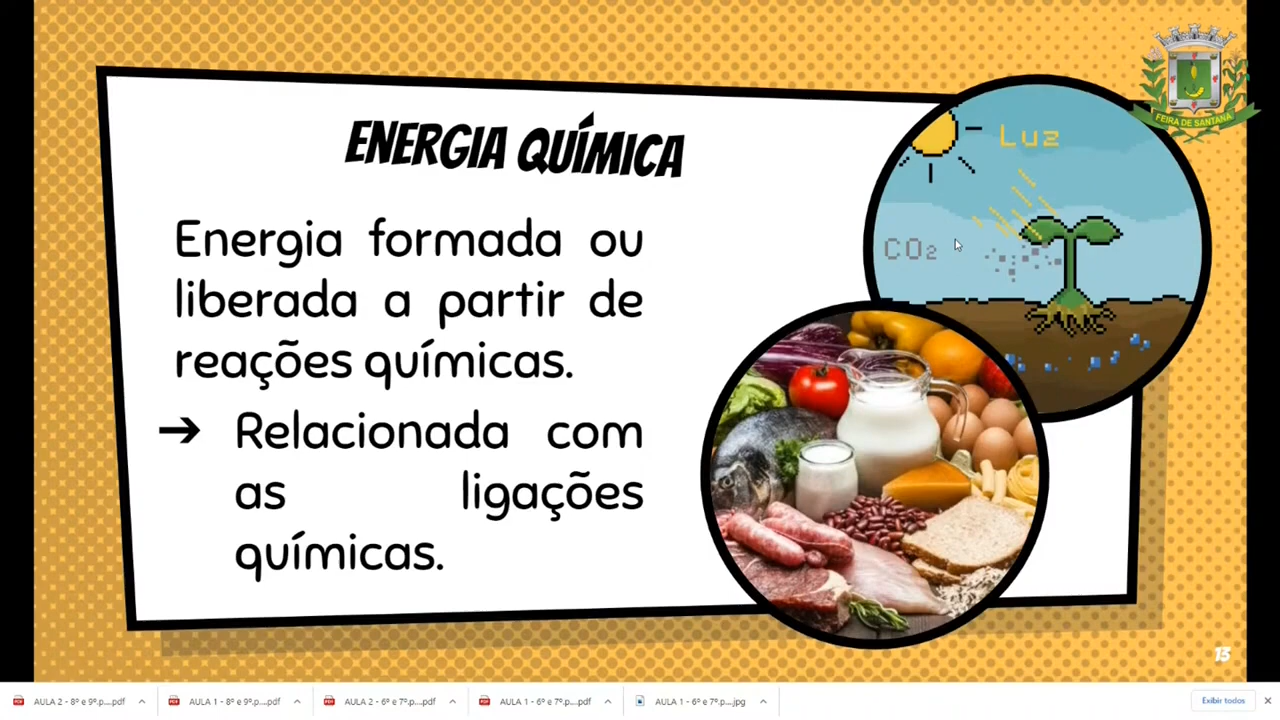 FEIRA DE SANTANA
ENERGIA QUÍMICA
Luz
CO₂
Energia formada ou
liberada a partir de
reações químicas.
➔ Relacionada com
as ligações
químicas.
13
AULA 2 - 8º e 9º.p....pdf
AULA 1 - 8º e 9º.p....pdf
AULA 2 - 6º e 7º.p....pdf
AULA 1 - 6º e 7º.p....pdf
AULA 1 - 6º e 7º.p....jpg
Exibir todos